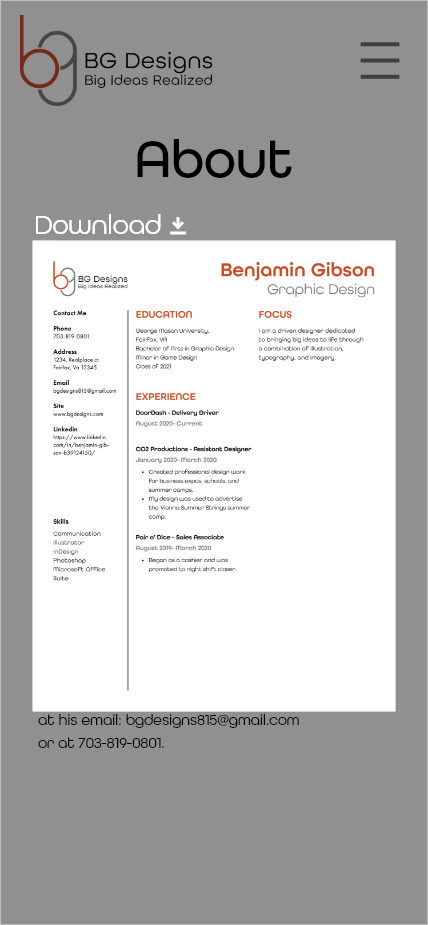 BG Designs
Big Ideas Realized
About
Download
BG Designs
Big Ideas Realized
Benjamin Gibson
Graphic Design
Contact Me
Phone
703-819-0801
Address
1234, Realplace ct.
Fairfax, Va 12345
Email
bgdesigns815@gmail.com
Site
www.bgdesigns.com
Linkedin
https://www.linkedin.
com/in/benjamin-gib-
son-b39124150/
Skills
Communication
Illustrator
InDesign
Photoshop
Microsoft Office
Suite
EDUCATION
George Mason University,
Fairfax, VA
Bachelor of Arts in Graphic Design
Minor in Game Design
Class of 2021
FOCUS
I am a driven designer dedicated
to bringing big ideas to life through
a combination of illustration,
typography, and imagery.
EXPERIENCE
DoorDash - Delivery Driver
August 2020- Current
CO2 Productions - Assistant Designer
January 2020- March 2020
• Created professional design work
for business expos, schools, and
summer camps.
• My design was used to advertise
the Vienna Summer Strings summer
camp.
Pair o' Dice - Sales Associate
August 2019- March 2020
• Began as a cashier and was
promoted to night shift closer.
at his email: bgdesigns815@gmail.com
or at 703-819-0801.